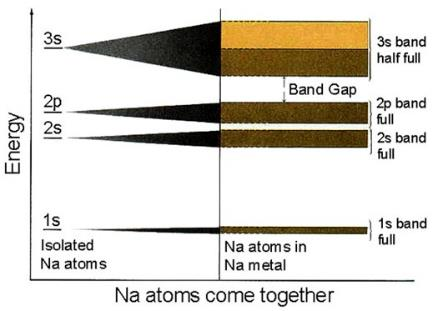 3s
3s band
half full
Band Gap
2p
2p band
full
2s
2s band
full
Energy
1s
1s band
full
Isolated
Na atoms
Na atoms in
Na metal
Na atoms come together